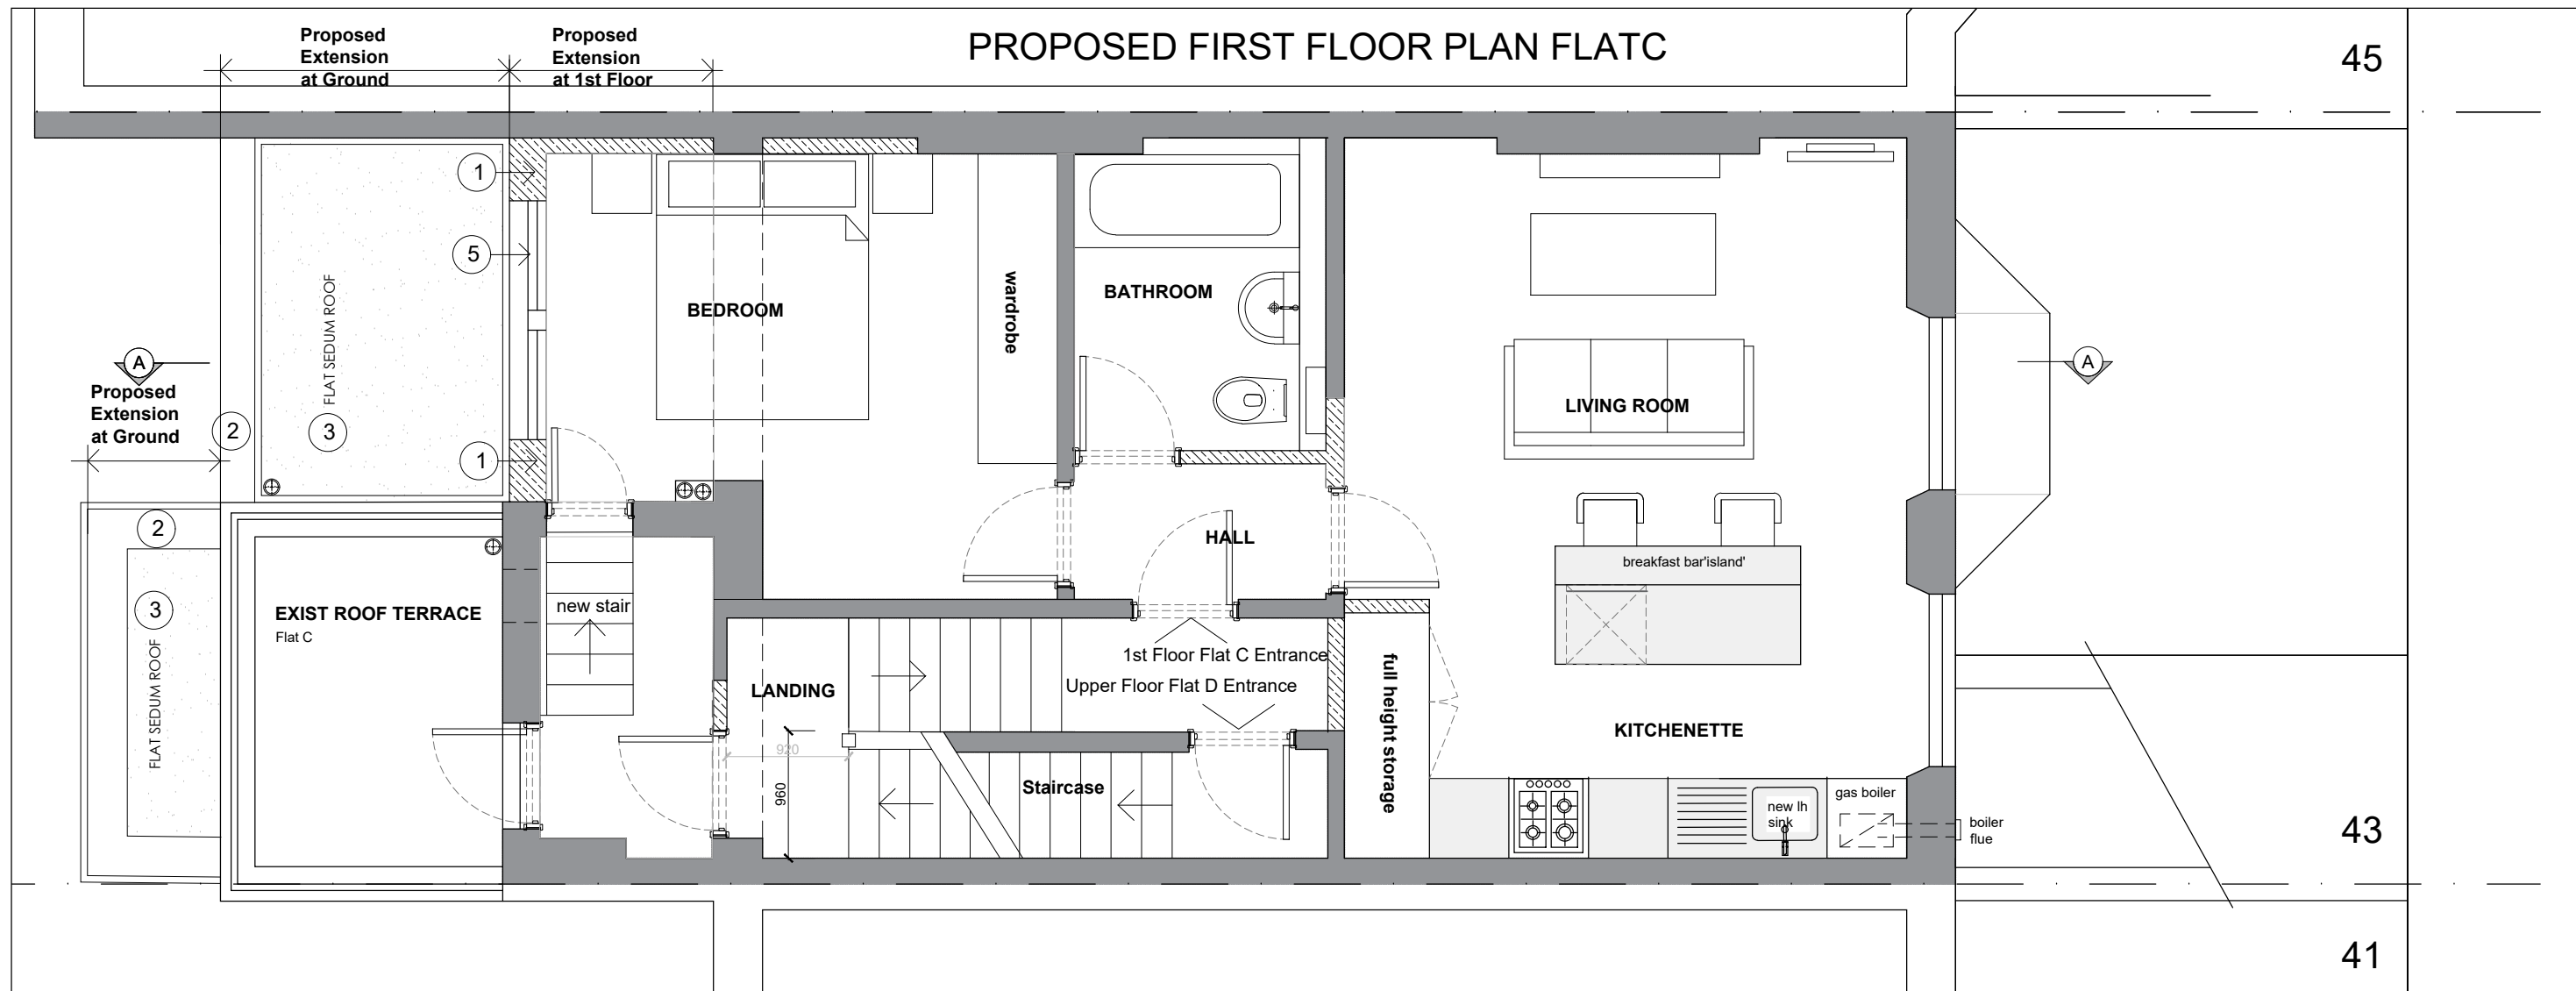 PROPOSED FIRST FLOOR PLAN FLATC
Proposed
Extension
at Ground
Proposed
Extension
at 1st Floor
45
1
5
FLAT SEDUM ROOF
3
2
1
A
Proposed
Extension
at Ground
BEDROOM
wardrobe
BATHROOM
LIVING ROOM
A
HALL
breakfast bar'island'
2
3
FLAT SEDUM ROOF
EXIST ROOF TERRACE
Flat C
new stair
1st Floor Flat C Entrance
Upper Floor Flat D Entrance
LANDING
920
960
Staircase
full height storage
KITCHENETTE
new lh
sink
gas boiler
boiler
flue
43
41